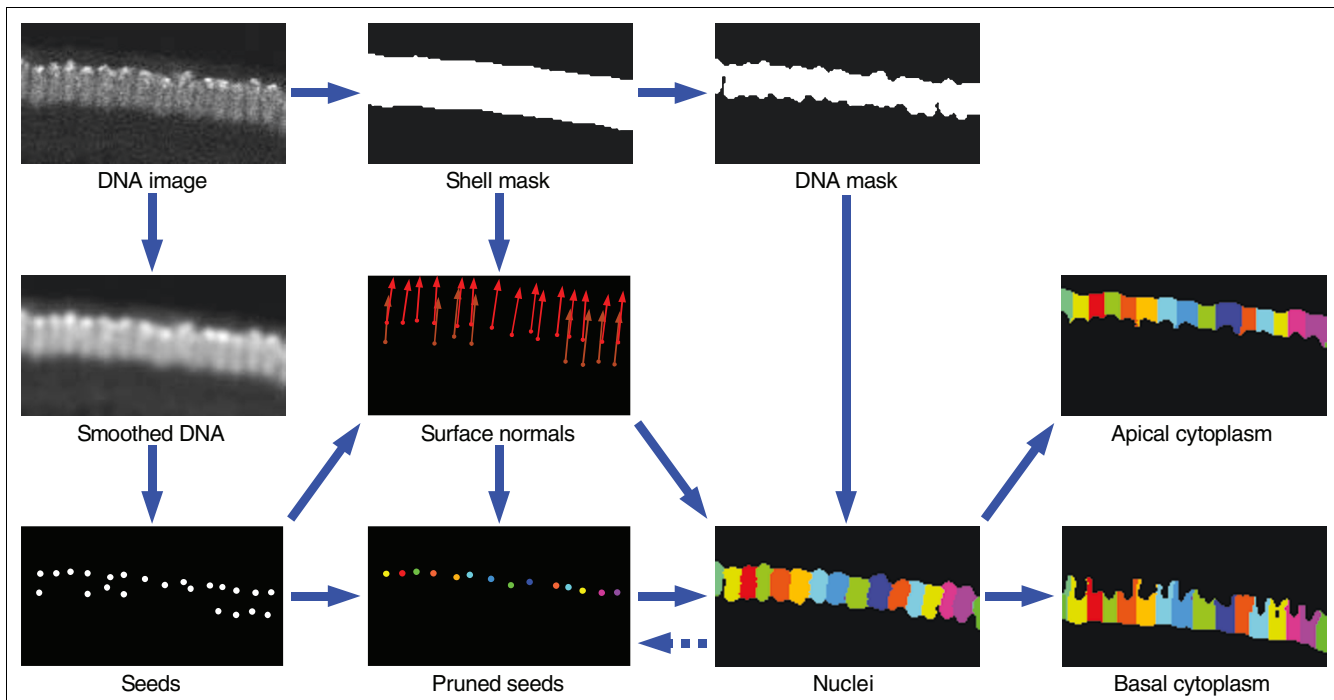 DNA image
Shell mask
DNA mask
Smoothed DNA
Surface normals
Apical cytoplasm
Seeds
Pruned seeds
Nuclei
Basal cytoplasm